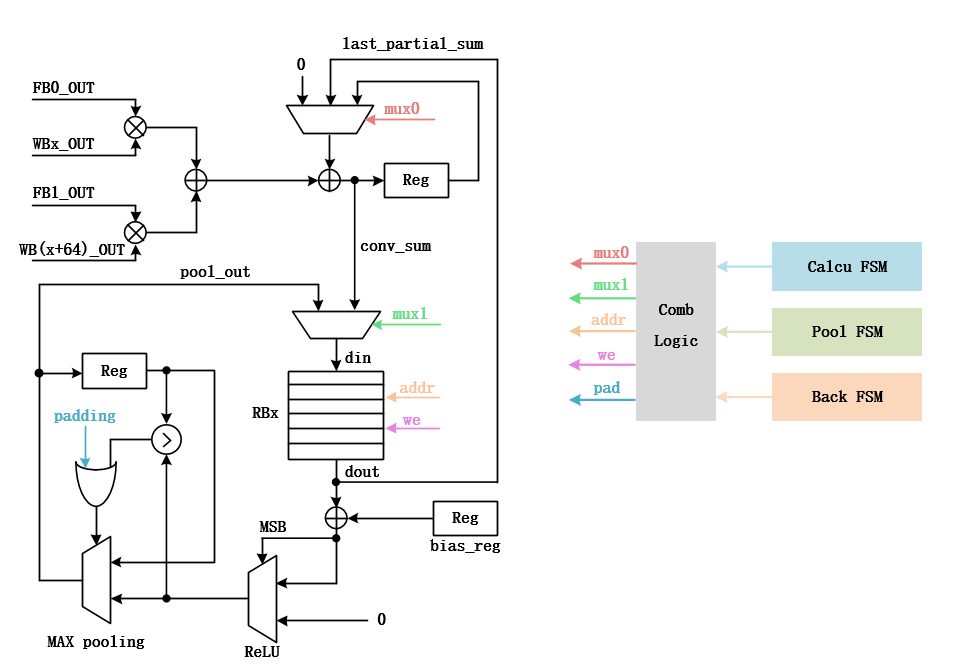 last_partial_sum
0
FB0_OUT
mux0
WBx_OUT
Reg
FB1_OUT
WB(x+64)_OUT
conv_sum
pool_out
mux1
din
Reg
addr
RBx
we
padding
>
dout
MSB
Reg
bias_reg
0
MAX pooling
ReLU
mux0
mux1
addr
we
pad
Comb
Logic
Calcu FSM
Pool FSM
Back FSM